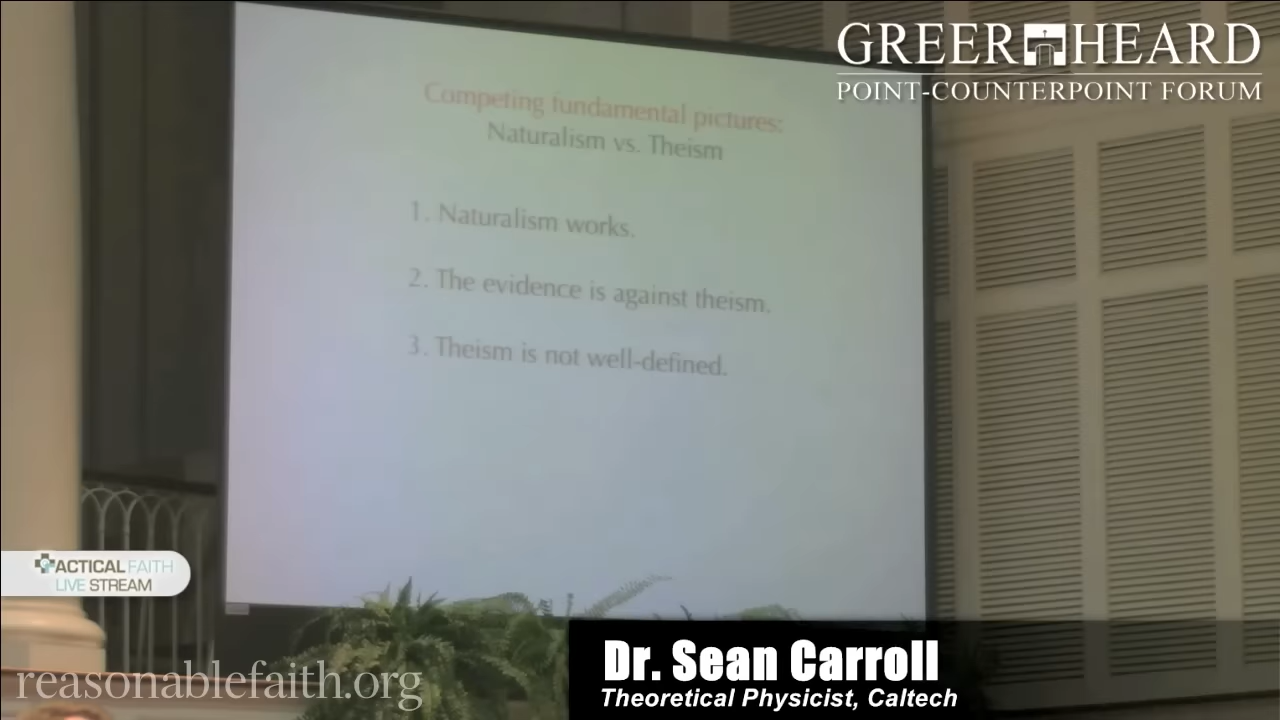 GREER HEARD
POINT-COUNTERPOINT FORUM
Competing fundamental pictures:
Naturalism vs. Theism
1. Naturalism works.
2. The evidence is against theism.
3. Theism is not well-defined.
TACTICAL FAITH
LIVE STREAM
Dr. Sean Carroll
Theoretical Physicist, Caltech
reasonablefaith.org